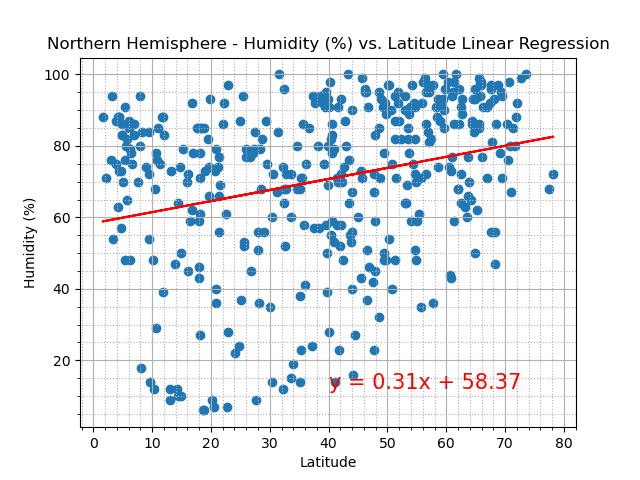 Northern Hemisphere - Humidity (%) vs. Latitude Linear Regression
100
80
60
40
20
Humidity (%)
y = 0.31x + 58.37
0 10 20 30 40 50 60 70 80
Latitude